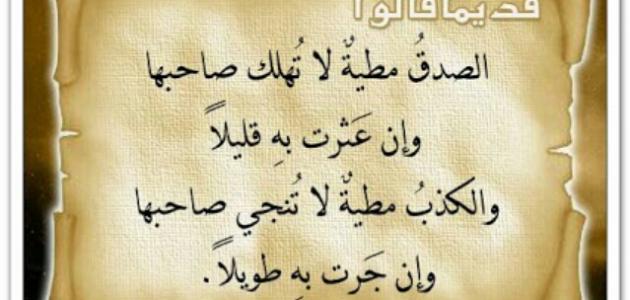 قديما قالوا
الصدقُ مطيةٌ لا تُهلك صاحبها
وإن عَثرت بهِ قليلاً
والكذبُ مطيةٌ لا تُنجي صاحبها
وإن جَرت بهِ طويلاً.